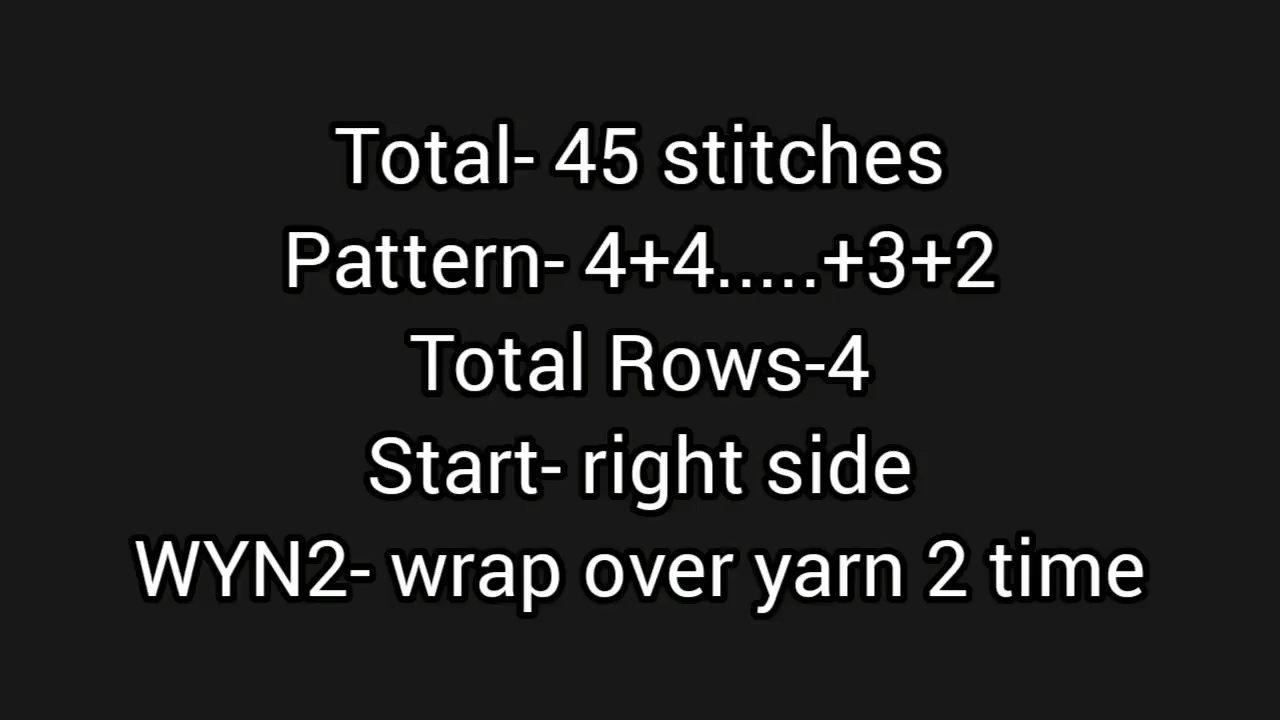 Total- 45 stitches
Pattern- 4+4.....+3+2
Total Rows-4
Start- right side
WYN2- wrap over yarn 2 time